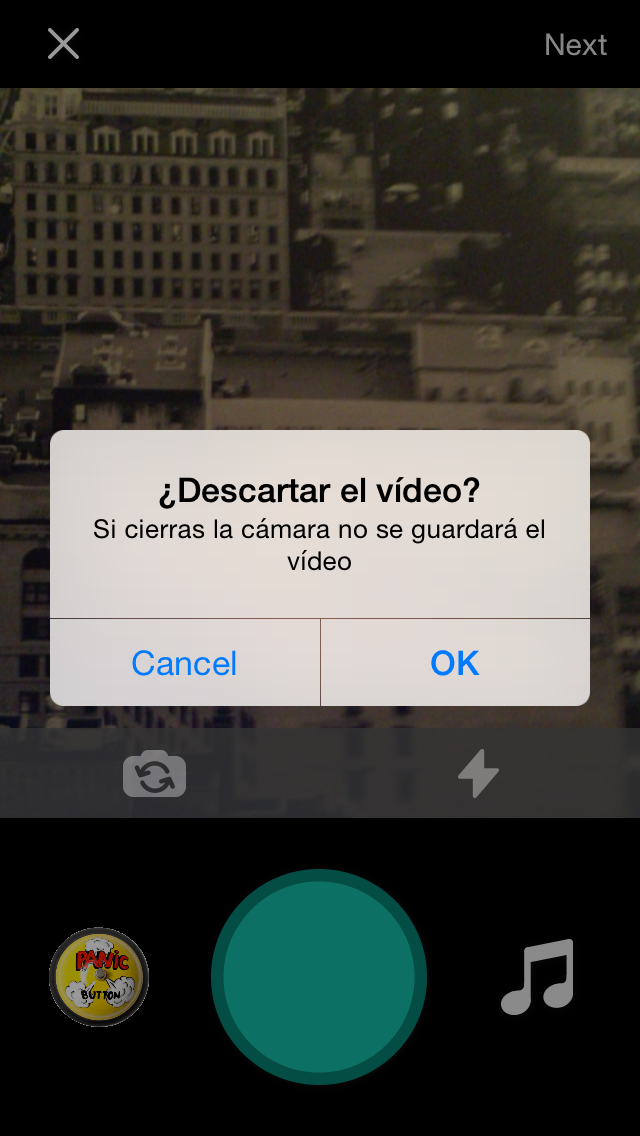 Next
¿Descartar el vídeo?
Si cierras la cámara no se guardará el
vídeo
Cancel
OK
PANIC
BUTTON